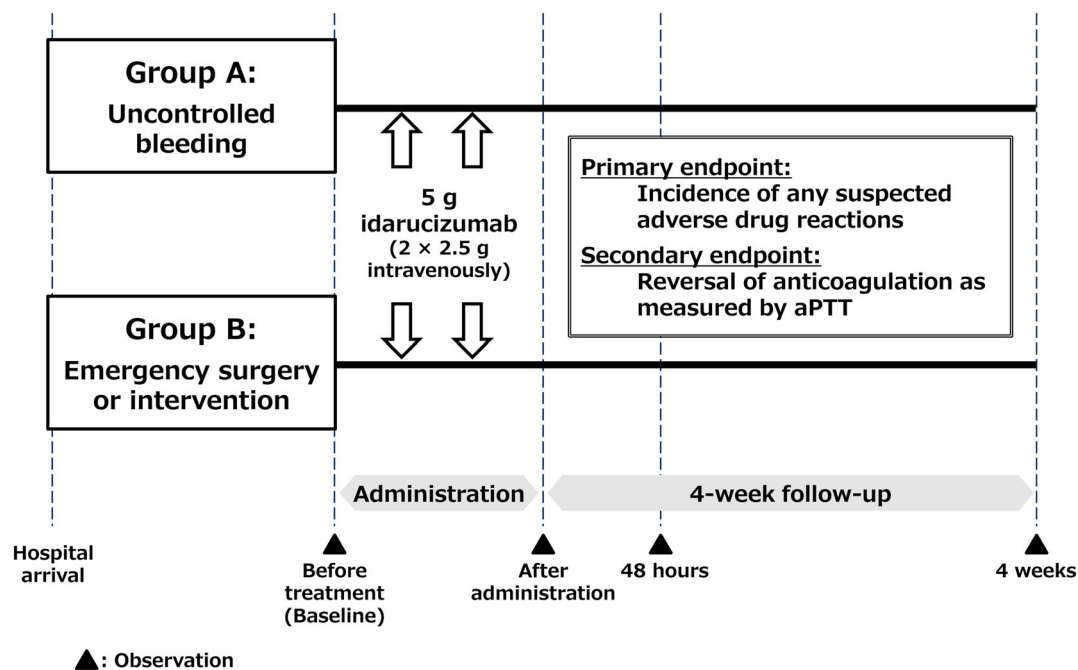 Group A:
Uncontrolled
bleeding
5 g
idarucizumab
(2 × 2.5 g
intravenously)
Primary endpoint:
Incidence of any suspected
adverse drug reactions
Secondary endpoint:
Reversal of anticoagulation as
measured by aPTT
Group B:
Emergency surgery
or intervention
Administration
4-week follow-up
Hospital
arrival
Before
treatment
(Baseline)
After
administration
48 hours
4 weeks
▲: Observation